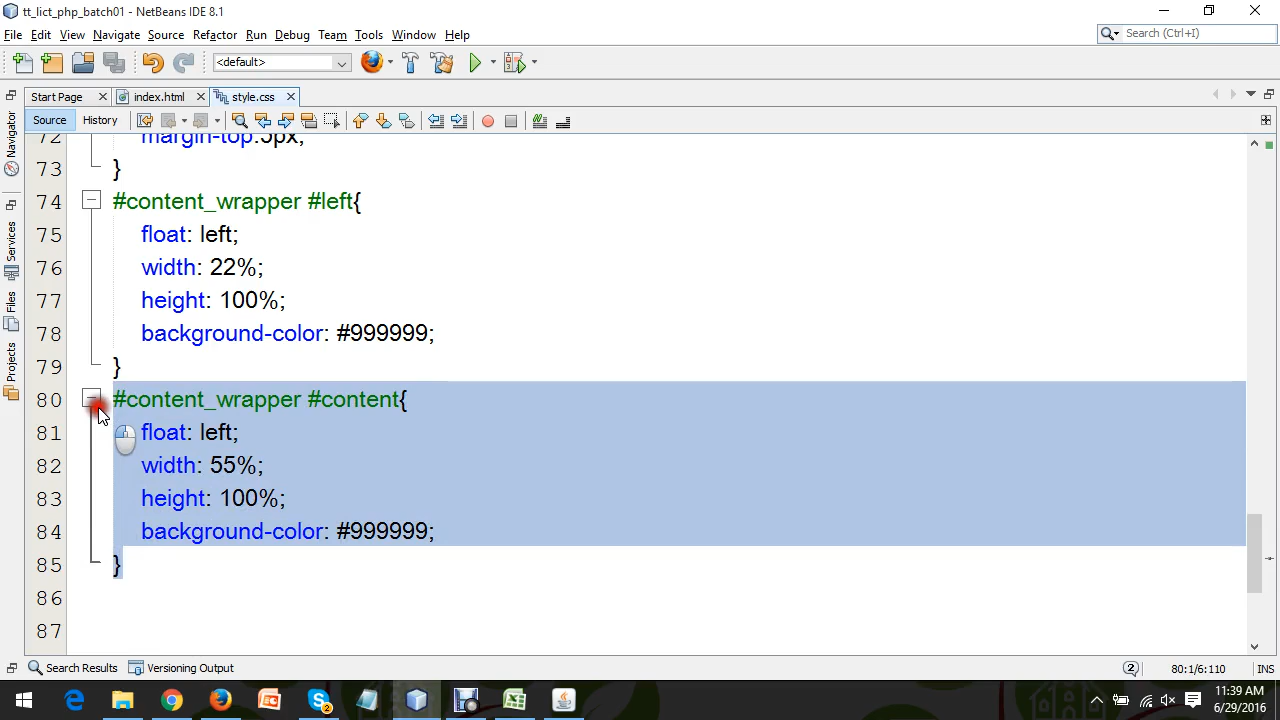 tt_lict_php_batch01 - NetBeans IDE 8.1
File Edit View Navigate Source Refactor Run Debug Team Tools Window Help
Search (Ctrl+I)
<default>
Start Page index.html style.css
Source History
Navigator
Services
Files
Projects
72 margin-top:5px;
73 }
74 #content_wrapper #left{
75 float: left;
76 width: 22%;
77 height: 100%;
78 background-color: #999999;
79 }
80 #content_wrapper #content{
81 float: left;
82 width: 55%;
83 height: 100%;
84 background-color: #999999;
85 }
86
87
Search Results Versioning Output
2
80:1/6:110 INS
2
11:39 AM
6/29/2016